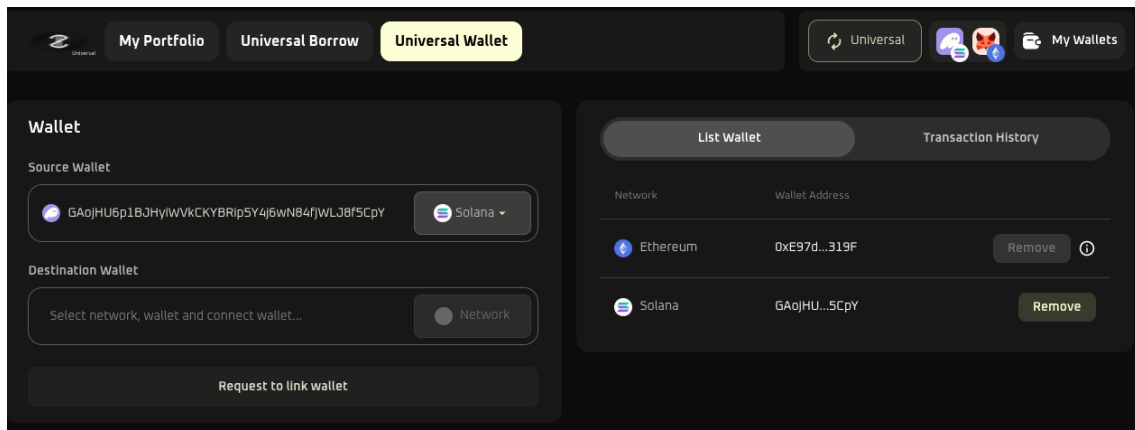 Universal
My Portfolio
Universal Borrow
Universal Wallet
Universal
My Wallets
Wallet
Source Wallet
GAojHU6p1BJHyiWVkCKYBRip5Y4j6wN84fjWLJ8f5CpY
Solana
Destination Wallet
Select network, wallet and connect wallet...
Network
Request to link wallet
List Wallet
Transaction History
Network
Wallet Address
Ethereum
0xE97d...319F
Remove
Solana
GAojHU...5CpY
Remove